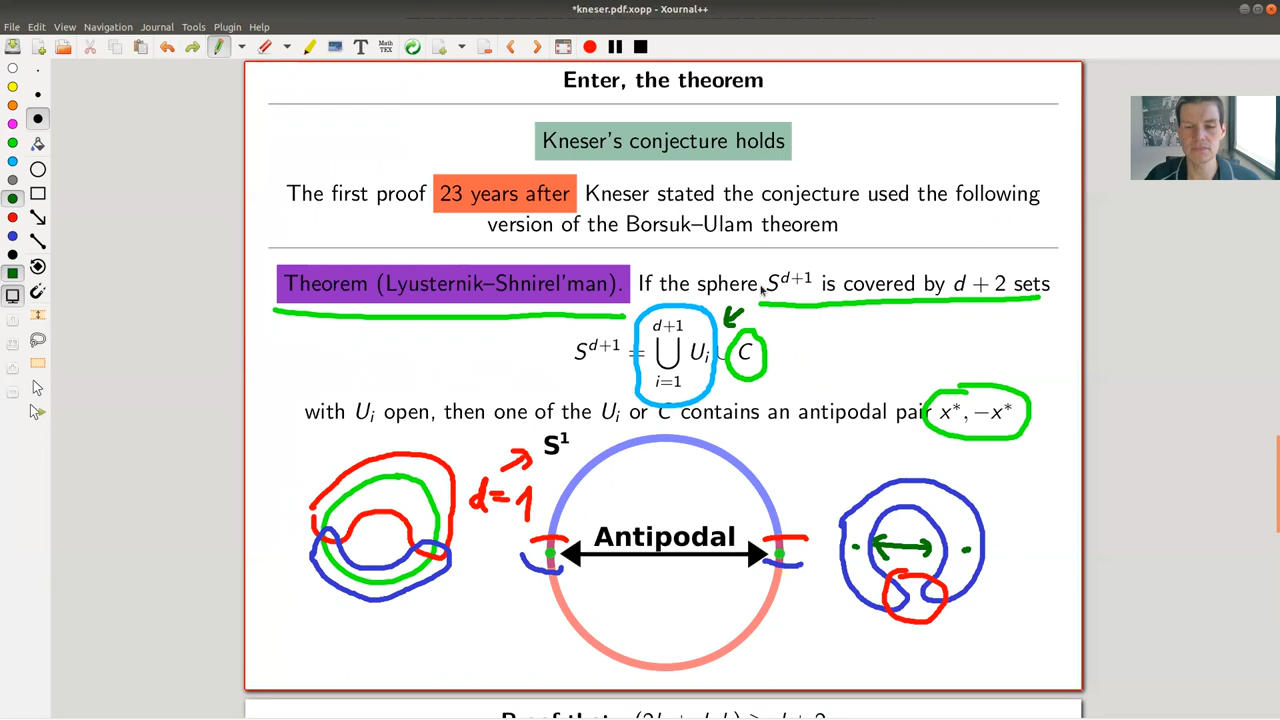 *kneser.pdf.xopp - Xournal++
File Edit View Navigation Journal Tools Plugin Help
Math
TEX
Enter, the theorem
Kneser's conjecture holds
The first proof 23 years after Kneser stated the conjecture used the following
version of the Borsuk–Ulam theorem
Theorem (Lyusternik–Shnirel'man). If the sphere S^{d+1} is covered by d + 2 sets
S^{d+1} = ⋃_{i=1}^{d+1} U_i ∪ C
with U_i open, then one of the U_i or C contains an antipodal pair x*, −x*
S¹
d=1
Antipodal